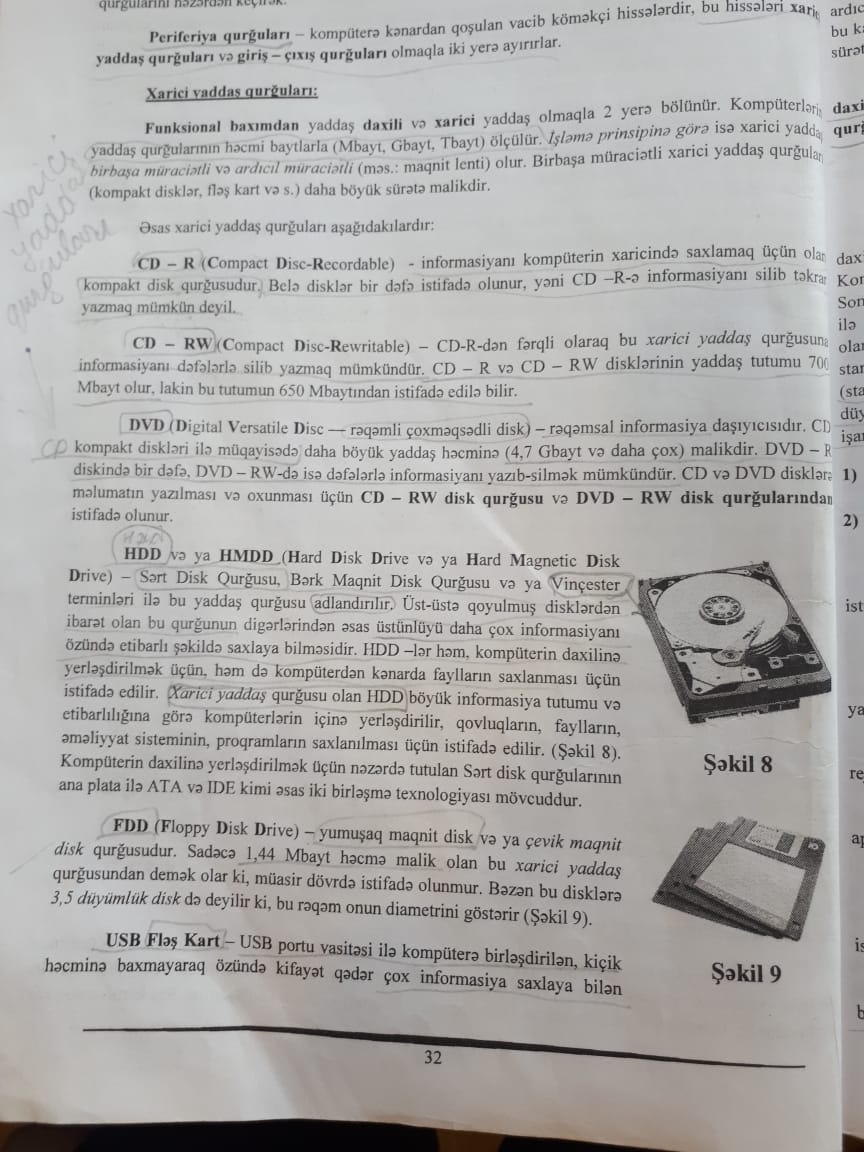 qurğularını nəzərdən keçirək.
Periferiya qurğuları – kompüterə kənardan qoşulan vacib köməkçi hissələrdir, bu hissələri
yaddaş qurğuları və giriş – çıxış qurğuları olmaqla iki yerə ayırırlar.
Xarici yaddaş qurğuları:
Funksional baxımdan yaddaş daxili və xarici yaddaş olmaqla 2 yerə bölünür. Kompüterlərin
yaddaş qurğularının həcmi baytlarla (Mbayt, Gbayt, Tbayt) ölçülür. İşləmə prinsipinə görə isə xarici
birbaşa müraciətli və ardıcıl müraciətli (məs.: maqnit lenti) olur. Birbaşa müraciətli xarici yaddaş
(kompakt disklər, fləş kart və s.) daha böyük sürətə malikdir.
xarici
yaddaş
qurğuları
Əsas xarici yaddaş qurğuları aşağıdakılardır:
CD – R (Compact Disc-Recordable) - informasiyanı kompüterin xaricində saxlamaq üçün olan
kompakt disk qurğusudur. Belə disklər bir dəfə istifadə olunur, yəni CD –R-ə informasiyanı silib
yazmaq mümkün deyil.
CD – RW (Compact Disc-Rewritable) – CD-R-dən fərqli olaraq bu xarici yaddaş qurğusuna
informasiyanı dəfələrlə silib yazmaq mümkündür. CD – R və CD – RW disklərinin yaddaş tutumu 700
Mbayt olur, lakin bu tutumun 650 Mbaytından istifadə edilə bilir.
DVD (Digital Versatile Disc — rəqəmli çoxməqsədli disk) – rəqəmsal informasiya daşıyıcısıdır. CD
CD kompakt diskləri ilə müqayisədə daha böyük yaddaş həcminə (4,7 Gbayt və daha çox) malikdir. DVD – R
diskində bir dəfə, DVD – RW-də isə dəfələrlə informasiyanı yazıb-silmək mümkündür. CD və DVD disklərə
məlumatın yazılması və oxunması üçün CD – RW disk qurğusu və DVD – RW disk qurğularından
istifadə olunur.
HDD və ya HMDD (Hard Disk Drive və ya Hard Magnetic Disk
Drive) – Sərt Disk Qurğusu, Bərk Maqnit Disk Qurğusu və ya Vinçester
terminləri ilə bu yaddaş qurğusu adlandırılır. Üst-üstə qoyulmuş disklərdən
ibarət olan bu qurğunun digərlərindən əsas üstünlüyü daha çox informasiyanı
özündə etibarlı şəkildə saxlaya bilməsidir. HDD –lər həm, kompüterin daxilinə
yerləşdirilmək üçün, həm də kompüterdən kənarda faylların saxlanması üçün
istifadə edilir. Xarici yaddaş qurğusu olan HDD böyük informasiya tutumu və
etibarlılığına görə kompüterlərin içinə yerləşdirilir, qovluqların, faylların,
əməliyyat sisteminin, proqramların saxlanılması üçün istifadə edilir. (Şəkil 8).
Kompüterin daxilinə yerləşdirilmək üçün nəzərdə tutulan Sərt disk qurğularının
ana plata ilə ATA və IDE kimi əsas iki birləşmə texnologiyası mövcuddur.
Şəkil 8
FDD (Floppy Disk Drive) – yumuşaq maqnit disk və ya çevik maqnit
disk qurğusudur. Sadəcə 1,44 Mbayt həcmə malik olan bu xarici yaddaş
qurğusundan demək olar ki, müasir dövrdə istifadə olunmur. Bəzən bu disklərə
3,5 düyümlük disk də deyilir ki, bu rəqəm onun diametrini göstərir (Şəkil 9).
USB Fləş Kart – USB portu vasitəsi ilə kompüterə birləşdirilən, kiçik
həcminə baxmayaraq özündə kifayət qədər çox informasiya saxlaya bilən
Şəkil 9
32
1)
2)